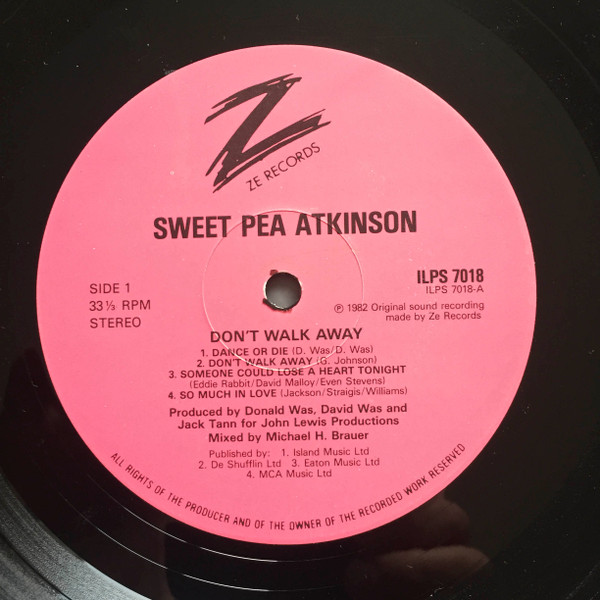 Z
ZE RECORDS
SWEET PEA ATKINSON
SIDE 1
33 ⅓ RPM
STEREO
ILPS 7018
ILPS 7018-A
℗ 1982 Original sound recording
made by Ze Records
DON'T WALK AWAY
1. DANCE OR DIE (D. Was/D. Was)
2. DON'T WALK AWAY (G. Johnson)
3. SOMEONE COULD LOSE A HEART TONIGHT
(Eddie Rabbit/David Malloy/Even Stevens)
4. SO MUCH IN LOVE (Jackson/Straigis/Williams)
Produced by Donald Was, David Was and
Jack Tann for John Lewis Productions
Mixed by Michael H. Brauer
Published by: 1. Island Music Ltd
2. De Shufflin Ltd 3. Eaton Music Ltd
4. MCA Music Ltd
ALL RIGHTS OF THE PRODUCER AND OF THE OWNER OF THE RECORDED WORK RESERVED